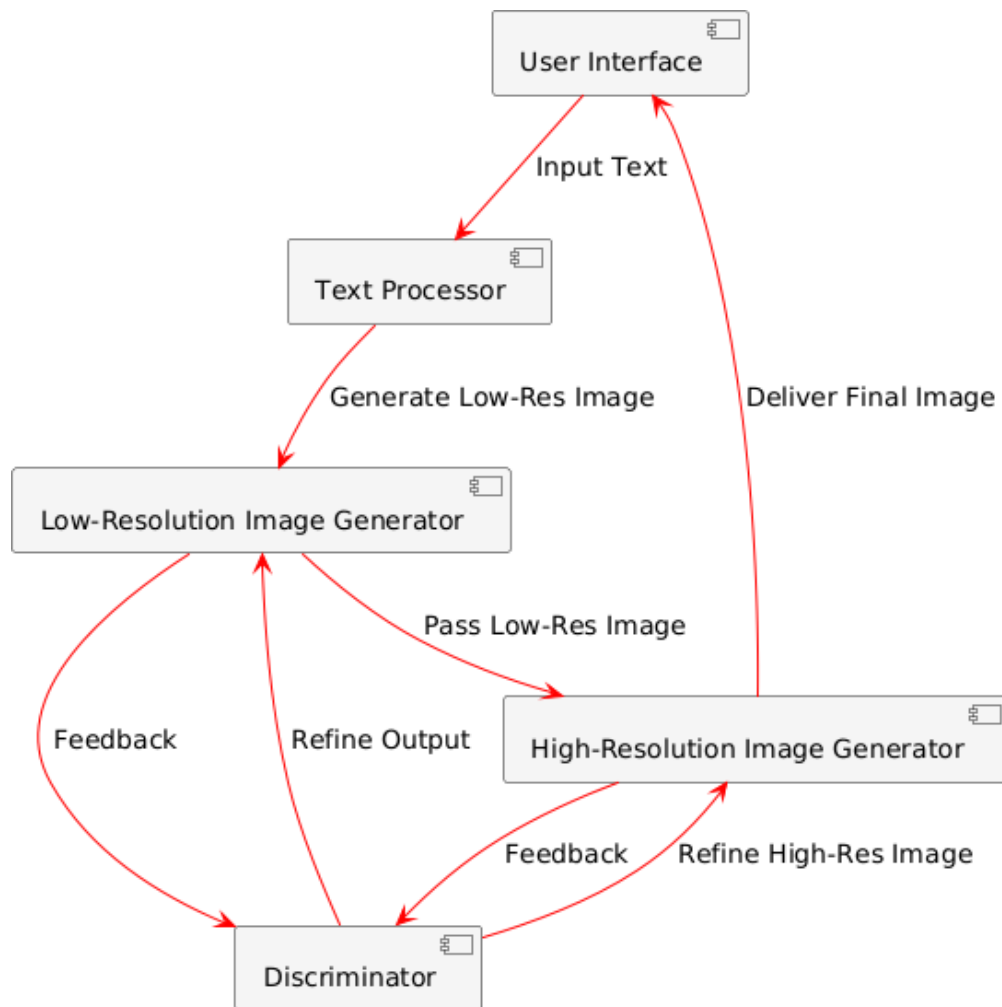 User Interface
Input Text
Text Processor
Generate Low-Res Image
Deliver Final Image
Low-Resolution Image Generator
Pass Low-Res Image
Feedback
Refine Output
High-Resolution Image Generator
Feedback
Refine High-Res Image
Discriminator